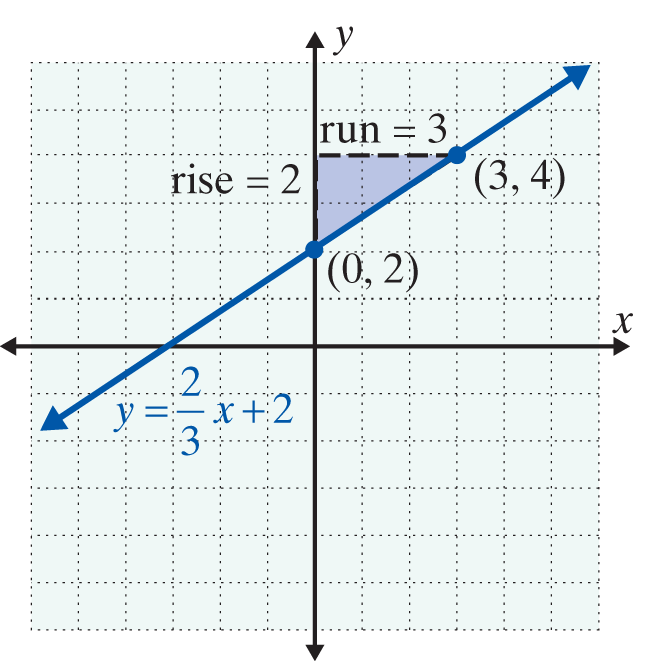 y
run = 3
rise = 2
(3, 4)
(0, 2)
x
y = 2/3 x + 2